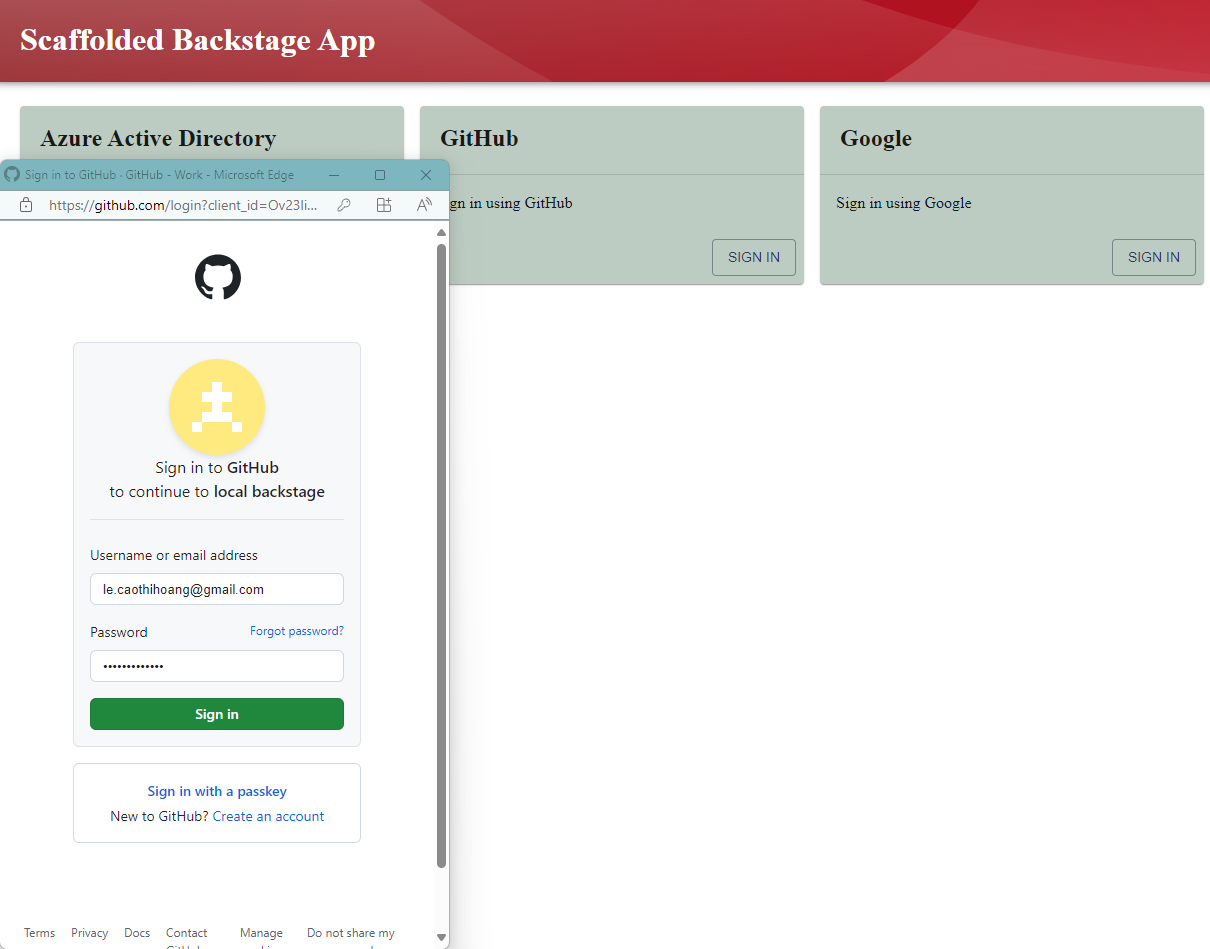 Scaffolded Backstage App
Azure Active Directory
GitHub
Google
Sign in to GitHub · GitHub - Work - Microsoft Edge
https://github.com/login?client_id=Ov23li...
gn in using GitHub
Sign in using Google
SIGN IN
SIGN IN
Sign in to GitHub
to continue to local backstage
Username or email address
le.caothihoang@gmail.com
Password
Forgot password?
•••••••••••••
Sign in
Sign in with a passkey
New to GitHub? Create an account
Terms
Privacy
Docs
Contact
Manage
Do not share my